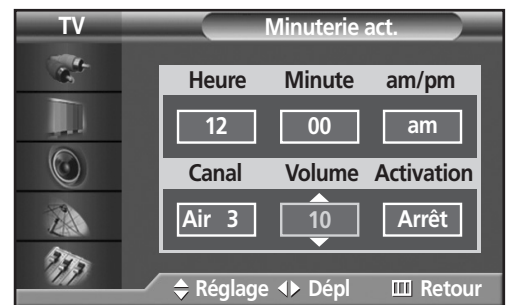 TV Minuterie act.
Heure Minute am/pm
12 00 am
Canal Volume Activation
Air 3 10 Arrêt
Réglage Dépl Retour